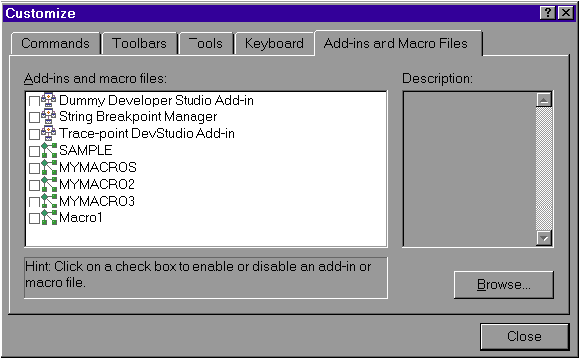 Customize
Commands Toolbars Tools Keyboard Add-ins and Macro Files
Add-ins and macro files: Description:
Dummy Developer Studio Add-in
String Breakpoint Manager
Trace-point DevStudio Add-in
SAMPLE
MYMACROS
MYMACRO2
MYMACRO3
Macro1
Hint: Click on a check box to enable or disable an add-in or
macro file.
Browse...
Close